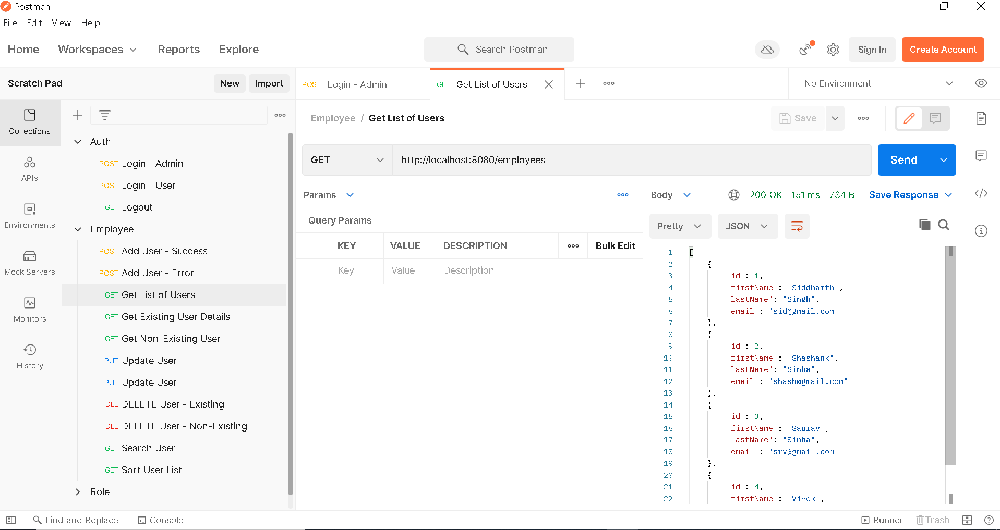 Postman
File Edit View Help
Home Workspaces Reports Explore Search Postman Sign In Create Account
Scratch Pad New Import
POST Login - Admin GET Get List of Users No Environment
Collections
APIs
Environments
Mock Servers
Monitors
History
Auth
POST Login - Admin
POST Login - User
GET Logout
Employee
POST Add User - Success
POST Add User - Error
GET Get List of Users
GET Get Existing User Details
GET Get Non-Existing User
PUT Update User
PUT Update User
DEL DELETE User - Existing
DEL DELETE User - Non-Existing
GET Search User
GET Sort User List
Role
Employee / Get List of Users Save
GET http://localhost:8080/employees Send
Params
Query Params
KEY VALUE DESCRIPTION Bulk Edit
Key Value Description
Body 200 OK 151 ms 734 B Save Response
Pretty JSON
1 [
2 {
3 "id": 1,
4 "firstName": "Siddharth",
5 "lastName": "Singh",
6 "email": "sid@gmail.com"
7 },
8 {
9 "id": 2,
10 "firstName": "Shashank",
11 "lastName": "Sinha",
12 "email": "shash@gmail.com"
13 },
14 {
15 "id": 3,
16 "firstName": "Saurav",
17 "lastName": "Sinha",
18 "email": "srv@gmail.com"
19 },
20 {
21 "id": 4,
22 "firstName": "Vivek",
Find and Replace Console Runner Trash